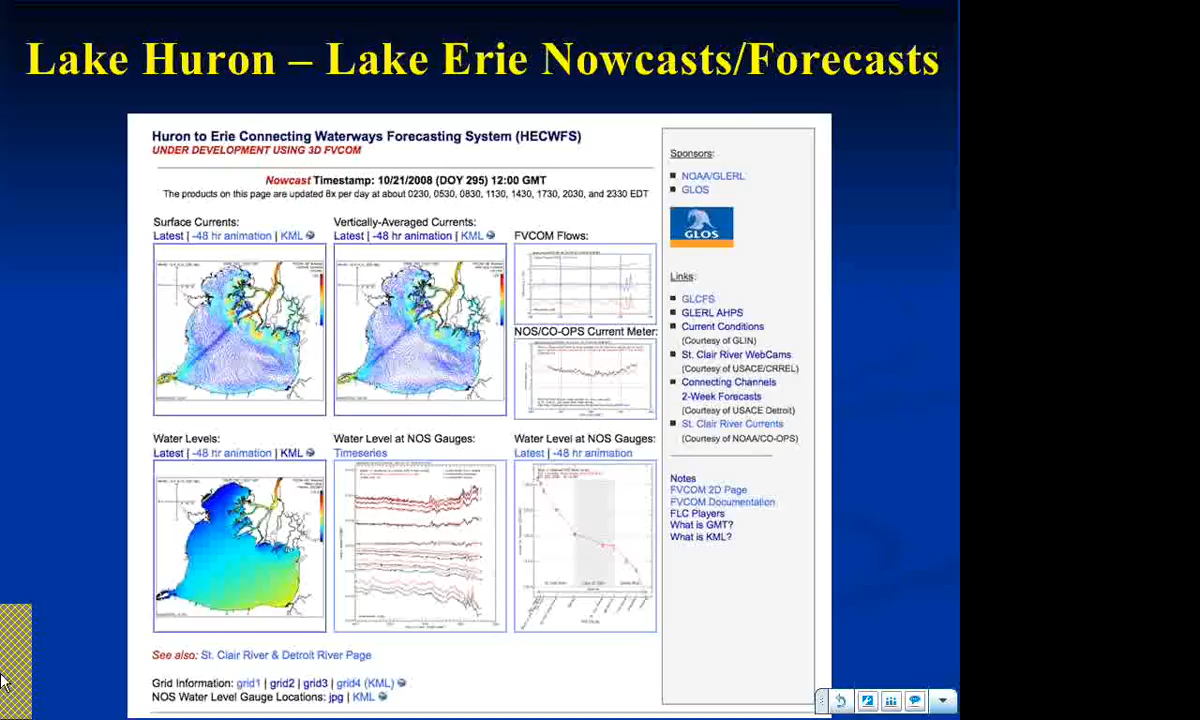 Lake Huron – Lake Erie Nowcasts/Forecasts
Huron to Erie Connecting Waterways Forecasting System (HECWFS)
UNDER DEVELOPMENT USING 3D FVCOM
Nowcast Timestamp: 10/21/2008 (DOY 295) 12:00 GMT
The products on this page are updated 8x per day at about 0230, 0530, 0830, 1130, 1430, 1730, 2030, and 2330 EDT
Surface Currents:
Latest | -48 hr animation | KML
Vertically-Averaged Currents:
Latest | -48 hr animation | KML
FVCOM Flows:
NOS/CO-OPS Current Meter:
Water Levels:
Latest | -48 hr animation | KML
Water Level at NOS Gauges:
Timeseries
Water Level at NOS Gauges:
Latest | -48 hr animation
See also: St. Clair River & Detroit River Page
Grid Information: grid1 | grid2 | grid3 | grid4 (KML)
NOS Water Level Gauge Locations: jpg | KML
Sponsors:
NOAA/GLERL
GLOS
GLOS
Links:
GLCFS
GLERL AHPS
Current Conditions
(Courtesy of GLIN)
St. Clair River WebCams
(Courtesy of USACE/CRREL)
Connecting Channels
2-Week Forecasts
(Courtesy of USACE Detroit)
St. Clair River Currents
(Courtesy of NOAA/CO-OPS)
Notes
FVCOM 2D Page
FVCOM Documentation
FLC Players
What is GMT?
What is KML?